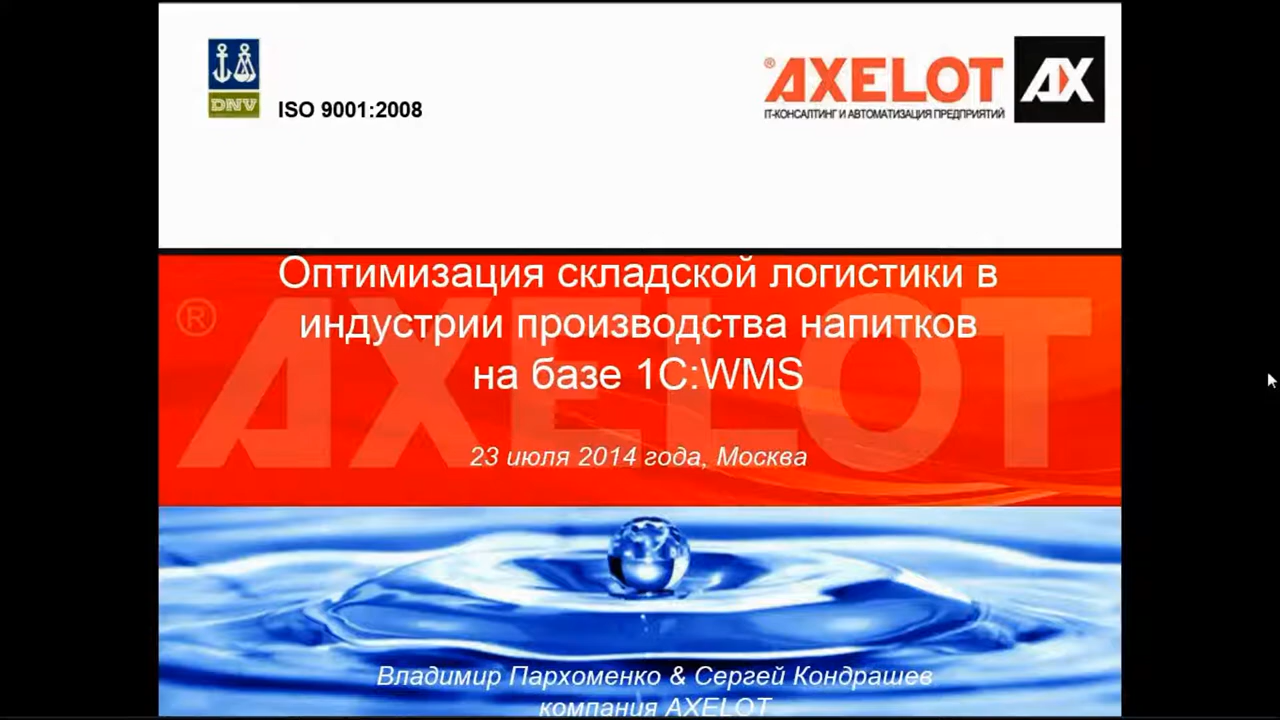 DNV
ISO 9001:2008
®AXELOT
AX
IT-КОНСАЛТИНГ И АВТОМАТИЗАЦИЯ ПРЕДПРИЯТИЙ
®AXELOT
Оптимизация складской логистики в
индустрии производства напитков
на базе 1С:WMS
23 июля 2014 года, Москва
Владимир Пархоменко & Сергей Кондрашев
компания AXELOT